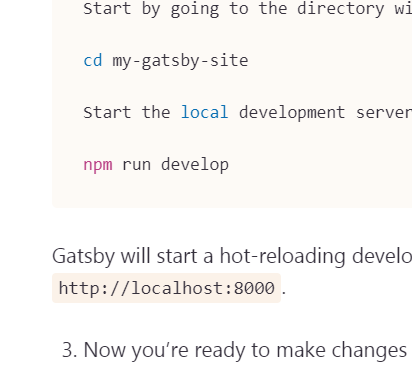 Start by going to the directory wi
cd my-gatsby-site
Start the local development server
npm run develop
Gatsby will start a hot-reloading develo
http://localhost:8000.
3. Now you’re ready to make changes